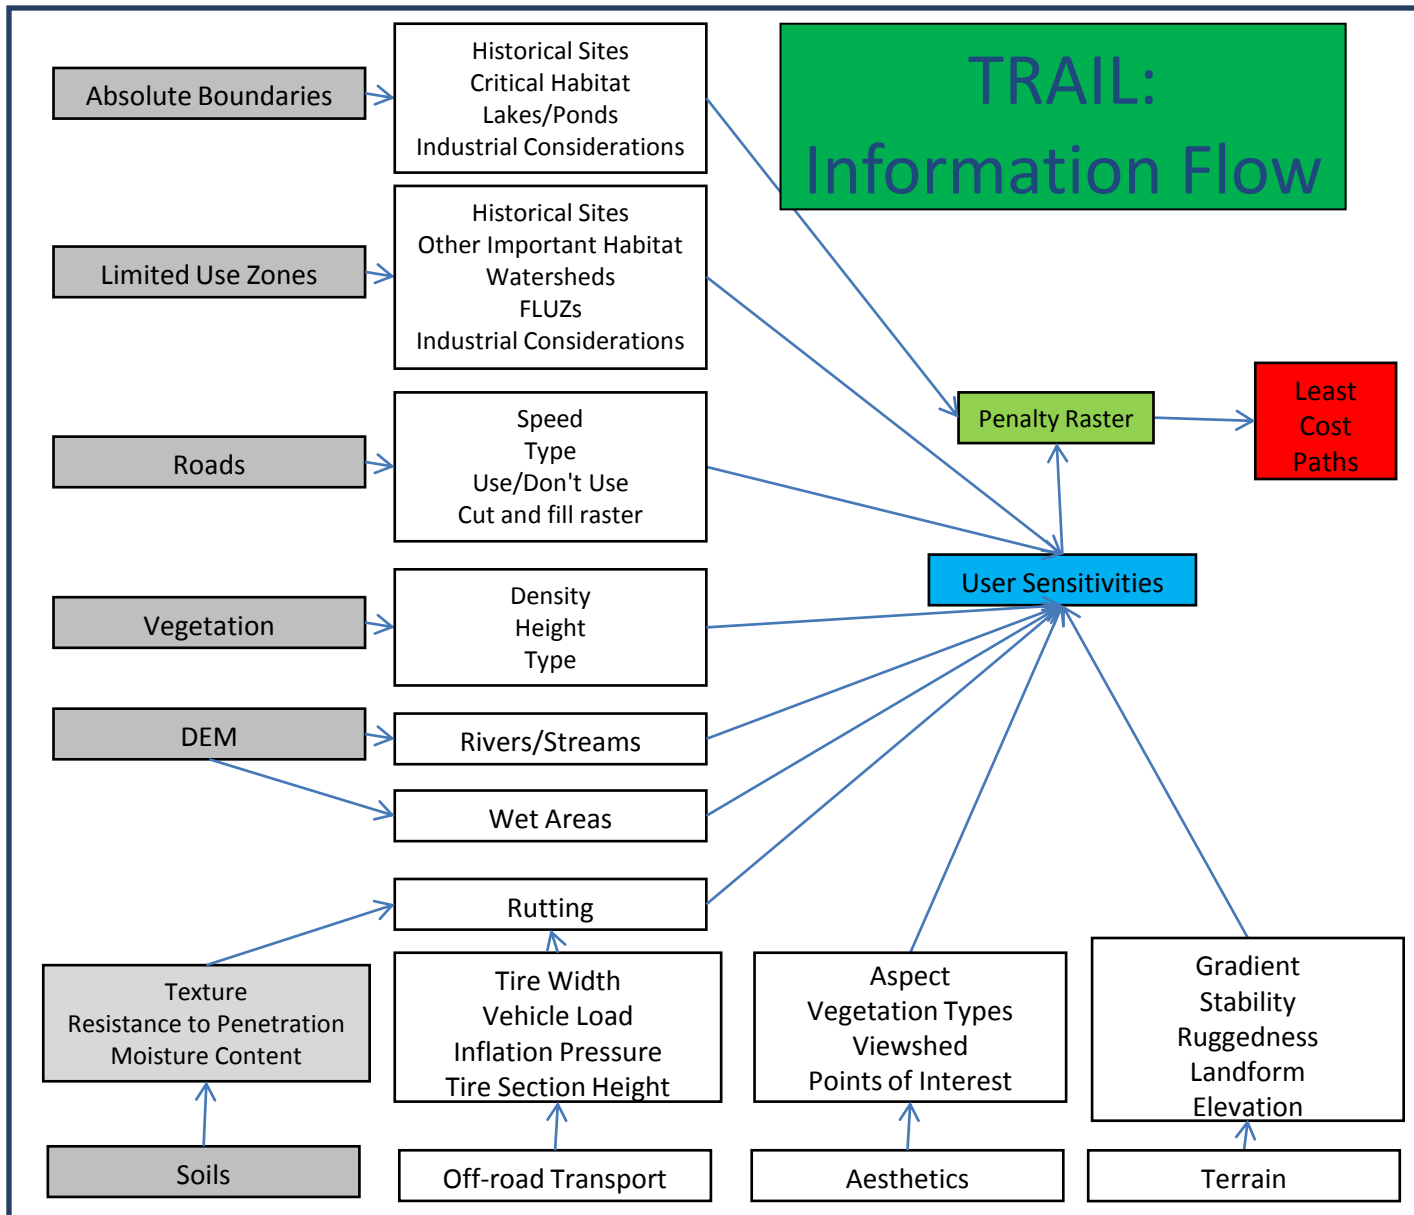 TRAIL:
Information Flow
Absolute Boundaries
Historical Sites
Critical Habitat
Lakes/Ponds
Industrial Considerations
Limited Use Zones
Historical Sites
Other Important Habitat
Watersheds
FLUZs
Industrial Considerations
Roads
Speed
Type
Use/Don't Use
Cut and fill raster
Penalty Raster
Least
Cost
Paths
User Sensitivities
Vegetation
Density
Height
Type
DEM
Rivers/Streams
Wet Areas
Rutting
Texture
Resistance to Penetration
Moisture Content
Tire Width
Vehicle Load
Inflation Pressure
Tire Section Height
Aspect
Vegetation Types
Viewshed
Points of Interest
Gradient
Stability
Ruggedness
Landform
Elevation
Soils
Off-road Transport
Aesthetics
Terrain